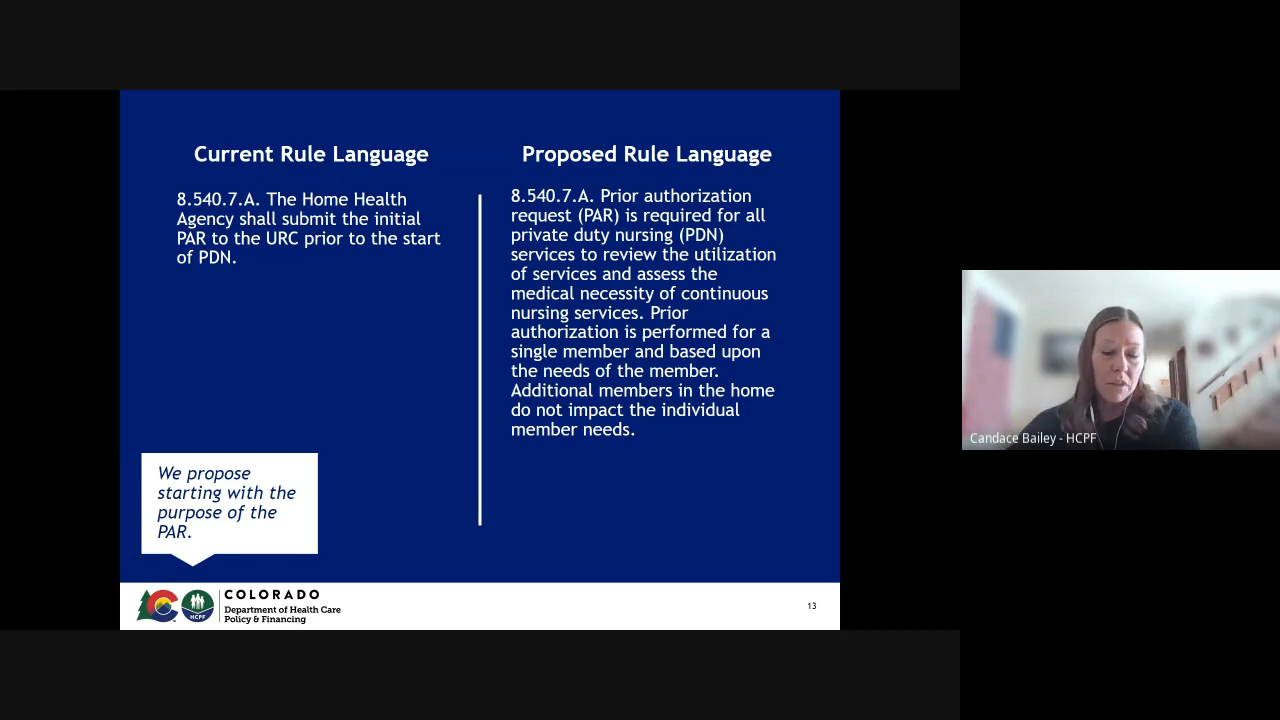 Current Rule Language
8.540.7.A. The Home Health
Agency shall submit the initial
PAR to the URC prior to the start
of PDN.
Proposed Rule Language
8.540.7.A. Prior authorization
request (PAR) is required for all
private duty nursing (PDN)
services to review the utilization
of services and assess the
medical necessity of continuous
nursing services. Prior
authorization is performed for a
single member and based upon
the needs of the member.
Additional members in the home
do not impact the individual
member needs.
We propose
starting with the
purpose of the
PAR.
HCPF
COLORADO
Department of Health Care
Policy & Financing
13
Candace Bailey - HCPF